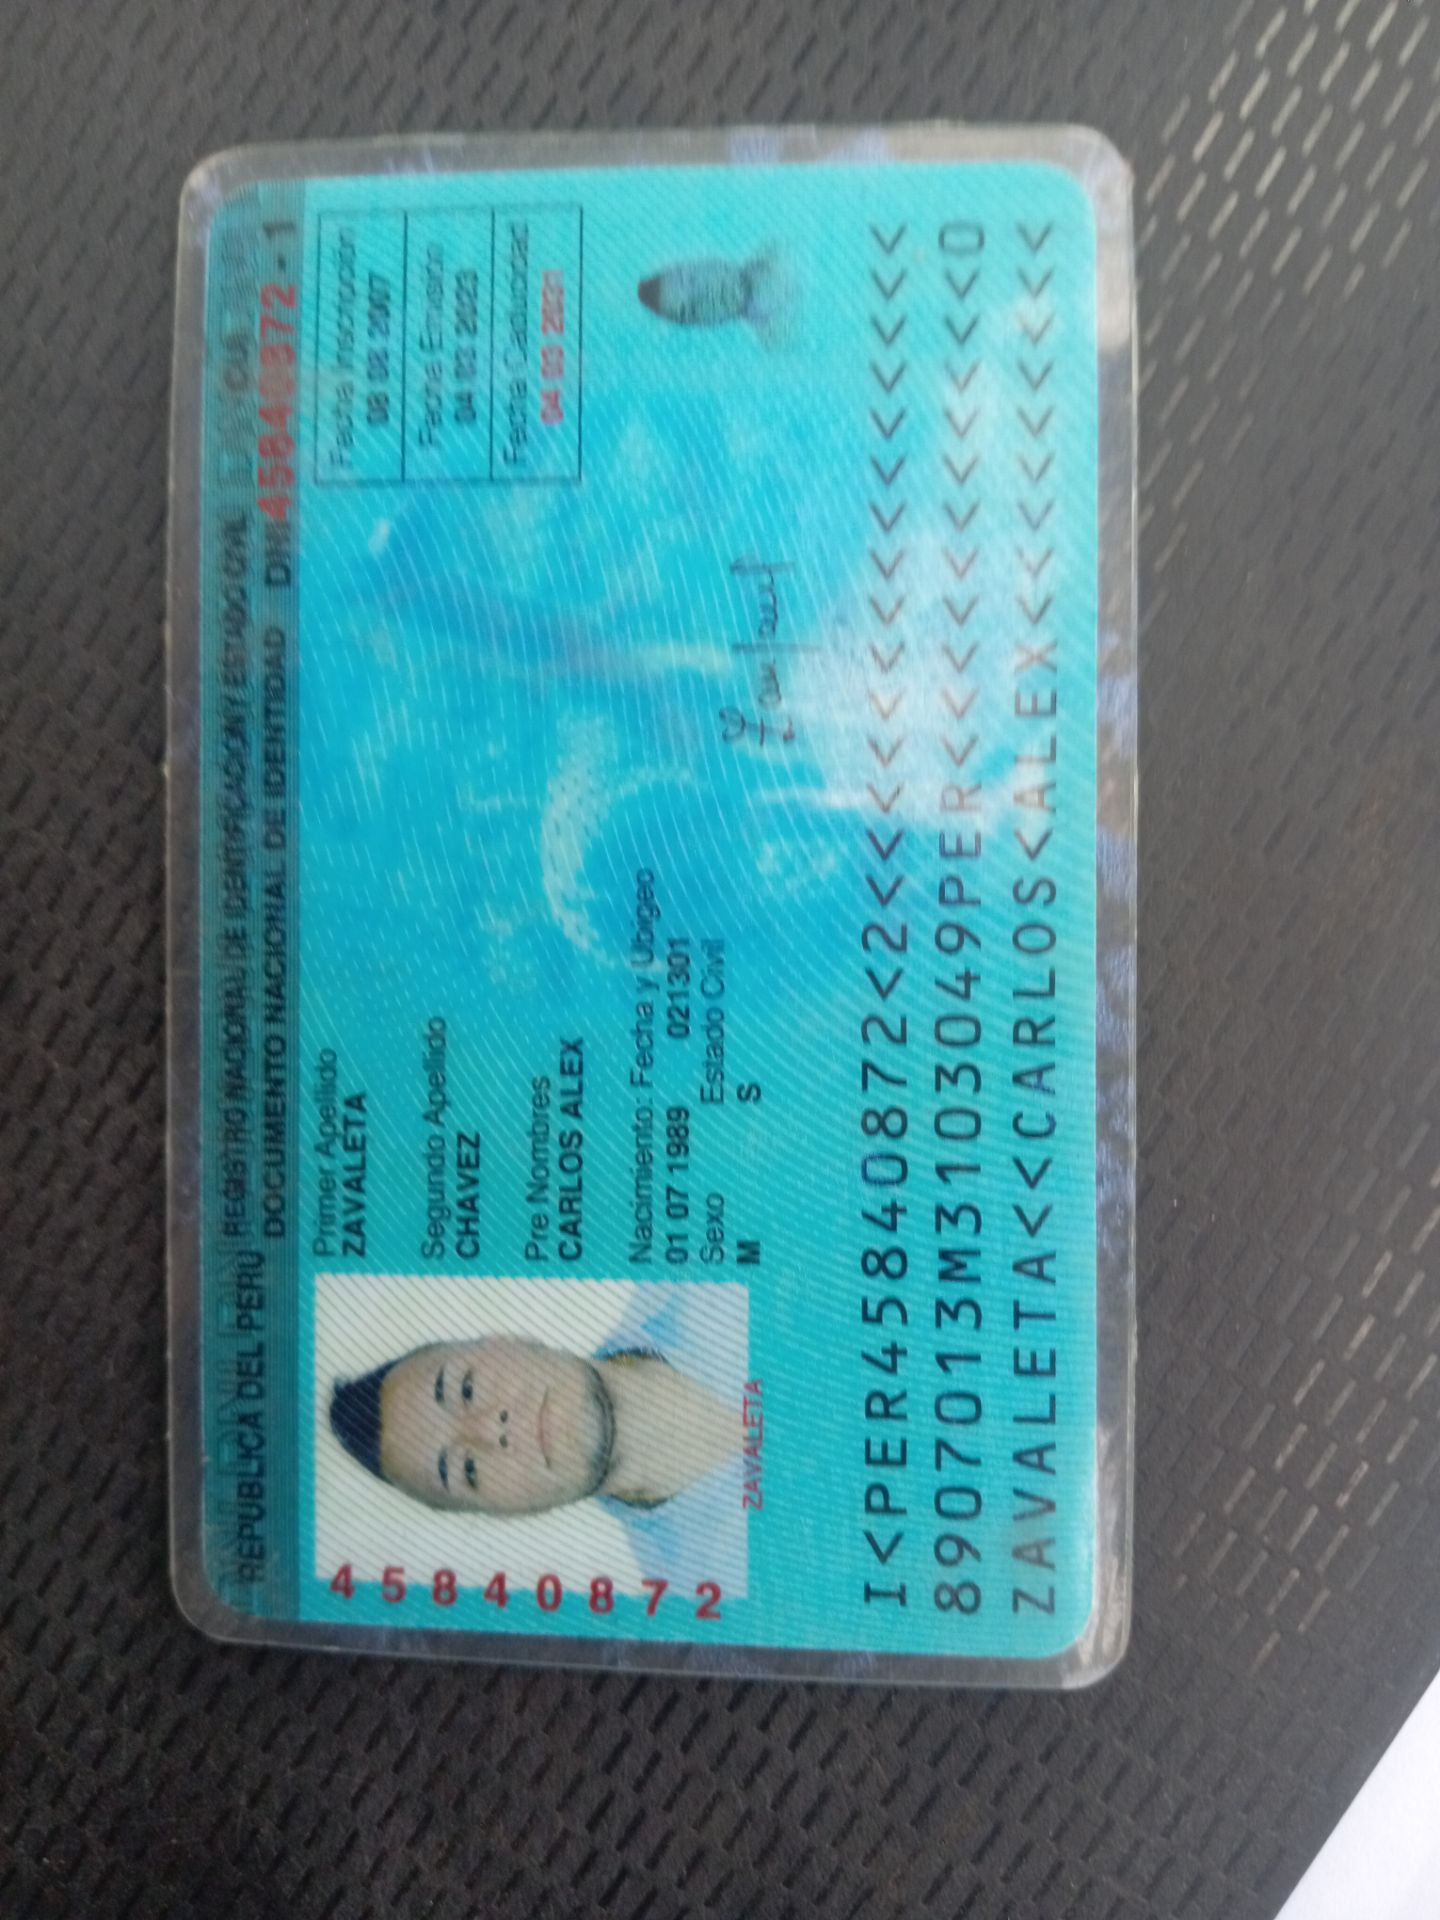 REPUBLICA DEL PERU REGISTRO NACIONAL DE IDENTIFICACION Y ESTADO CIVIL CUI
DOCUMENTO NACIONAL DE IDENTIDAD DNI 45840872 - 1
Primer Apellido
ZAVALETA
Segundo Apellido
CHAVEZ
Pre Nombres
CARLOS ALEX
Nacimiento: Fecha y Ubigeo
01 07 1989 021301
Sexo Estado Civil
M S
Fecha Inscripción
08 08 2007
Fecha Emisión
04 03 2023
Fecha Caducidad
04 03 2031
45840872
ZAVALETA
I<PER45840872<2<<<<<<<<<<<<<<<
8907013M3103049PER<<<<<<<<<<<0
ZAVALETA<<CARLOS<ALEX<<<<<<<<<